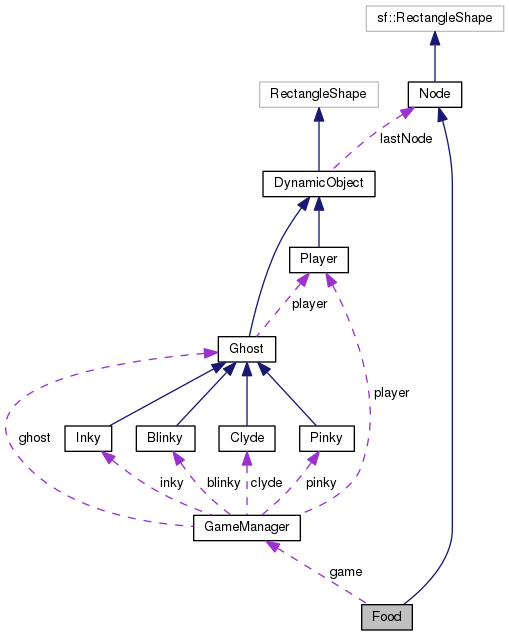 sf::RectangleShape
RectangleShape
Node
lastNode
DynamicObject
Player
player
Ghost
player
ghost
Inky
Blinky
Clyde
Pinky
inky
blinky
clyde
pinky
GameManager
game
Food